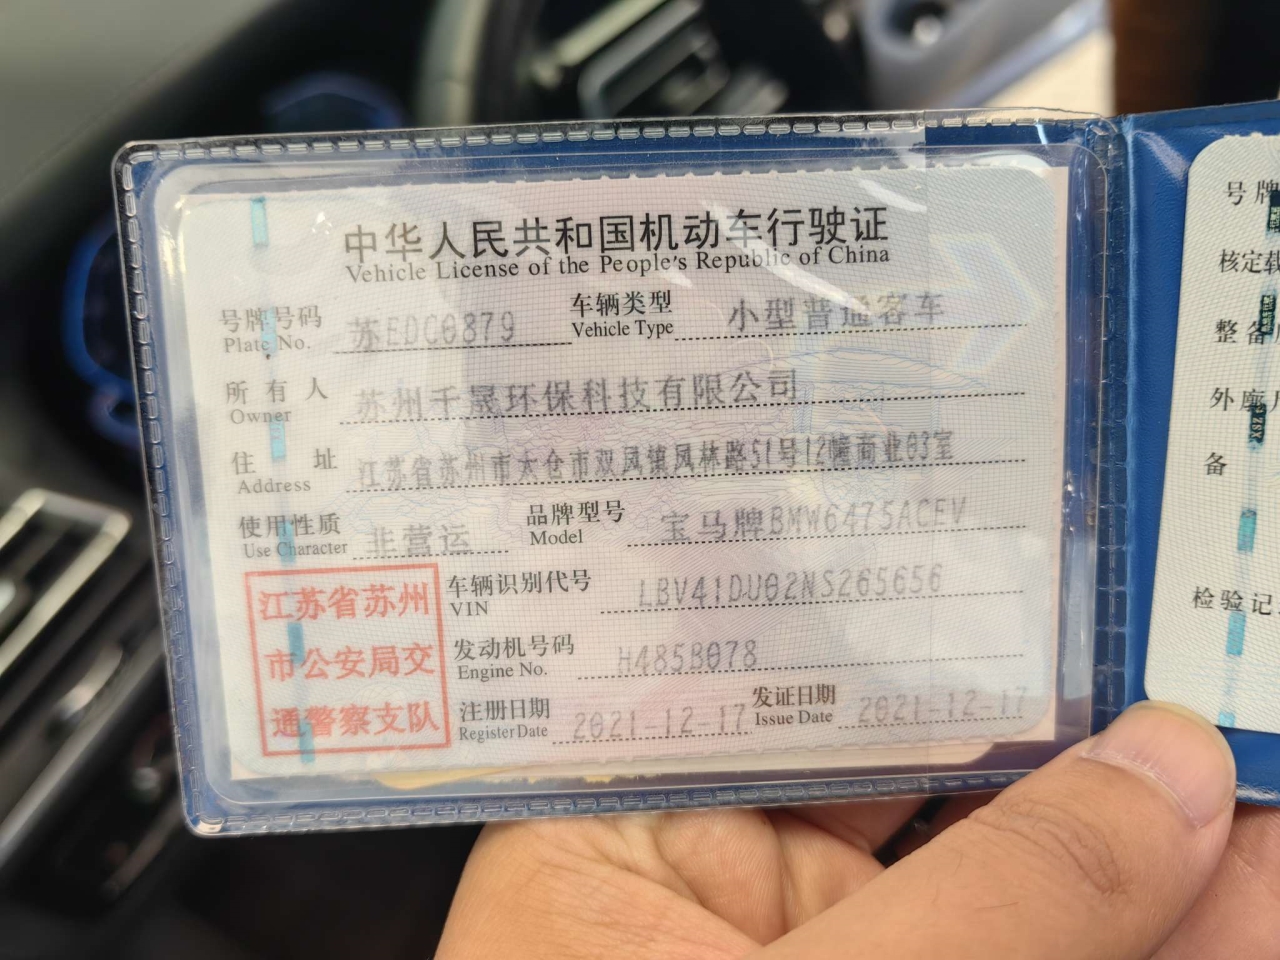 中华人民共和国机动车行驶证
Vehicle License of the People's Republic of China
号牌号码 苏EDC0879 车辆类型 小型普通客车
Plate No. Vehicle Type
所有人 苏州千晟环保科技有限公司
Owner
住址 江苏省苏州市太仓市双凤镇凤林路51号12幢商业03室
Address
使用性质 非营运 品牌型号 宝马牌BMW6475ACEV
Use Character Model
车辆识别代号 LBV41DU02NS265656
VIN
发动机号码 H485B078
Engine No.
注册日期 2021-12-17 发证日期 2021-12-17
Register Date Issue Date
江苏省苏州
市公安局交
通警察支队
号牌
核定载
整备
外廓
备
检验记